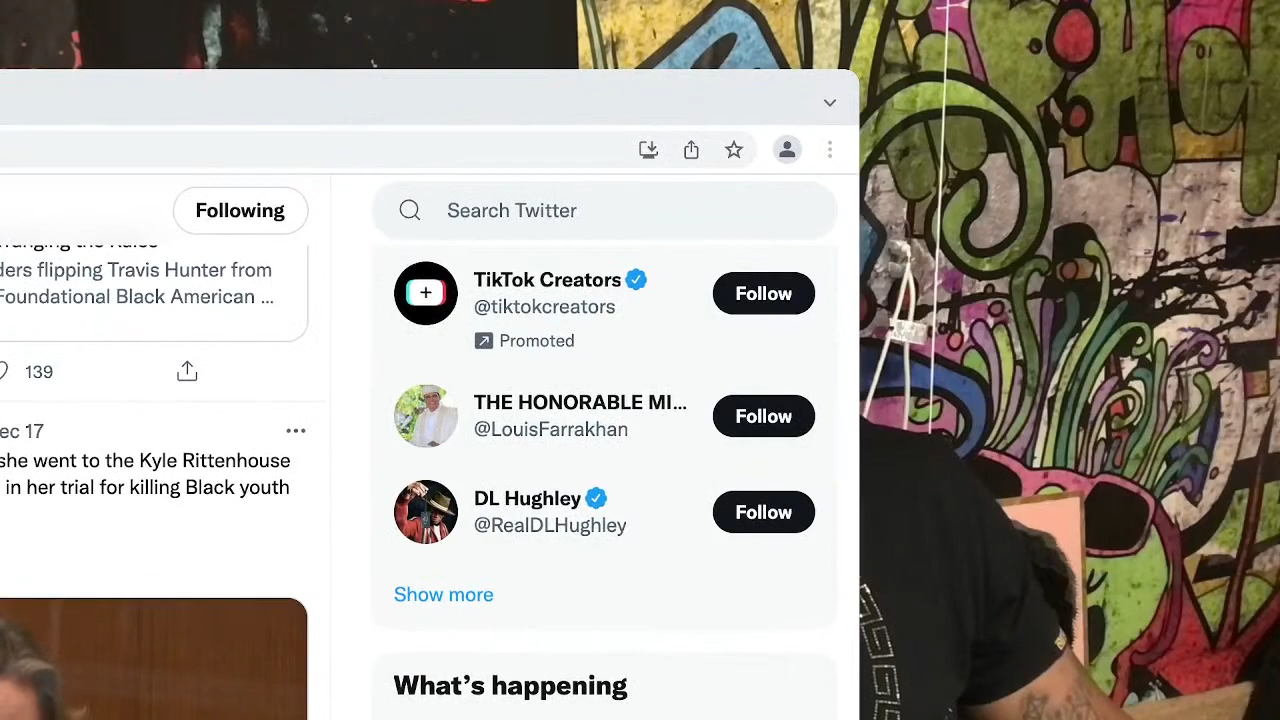 Following
Search Twitter
ders flipping Travis Hunter from
Foundational Black American ...
139
ec 17
she went to the Kyle Rittenhouse
in her trial for killing Black youth
TikTok Creators
@tiktokcreators
Follow
Promoted
THE HONORABLE MI...
@LouisFarrakhan
Follow
DL Hughley
@RealDLHughley
Follow
Show more
What's happening